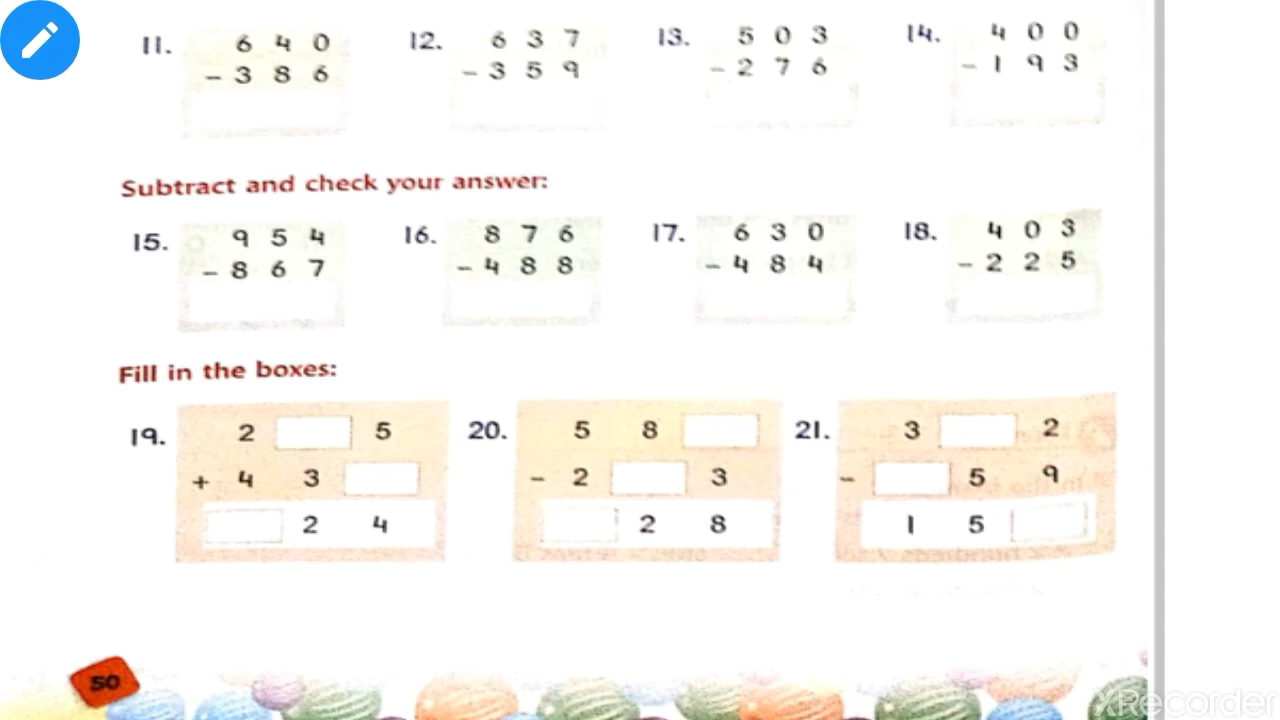 11. 6 4 0 12. 6 3 7 13. 5 0 3 14. 4 0 0
- 3 8 6 - 3 5 9 - 2 7 6 - 1 9 3
Subtract and check your answer:
15. 9 5 4 16. 8 7 6 17. 6 3 0 18. 4 0 3
- 8 6 7 - 4 8 8 - 4 8 4 - 2 2 5
Fill in the boxes:
19. 2 5 20. 5 8 21. 3 2
+ 4 3 - 2 3 - 5 9
2 4 2 8 1 5
50
XRecorder